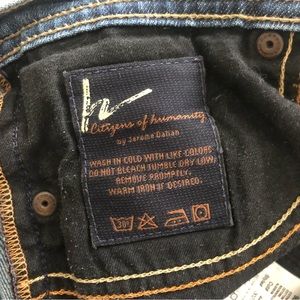 Citizens of humanity
by Jerome Dahan
WASH IN COLD WITH LIKE COLORS
DO NOT BLEACH TUMBLE DRY LOW.
REMOVE PROMPTLY.
WARM IRON IF DESIRED.
30°